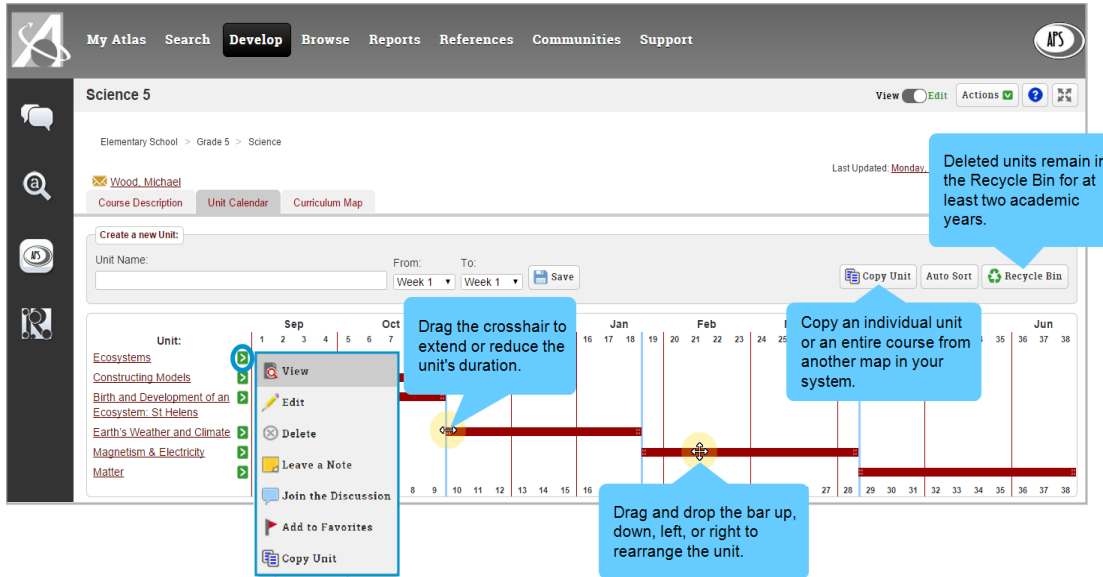 My Atlas Search Develop Browse Reports References Communities Support
APS
Science 5
View Edit Actions
Elementary School > Grade 5 > Science
Last Updated: Monday,
Wood, Michael
Course Description Unit Calendar Curriculum Map
Deleted units remain in
the Recycle Bin for at
least two academic
years.
Create a new Unit:
Unit Name:
From: To:
Week 1 Week 1 Save
Copy Unit Auto Sort Recycle Bin
Sep Oct Jan Feb Jun
Unit:
1 2 3 4 5 6 7 16 17 18 19 20 21 22 23 24 25 35 36 37 38
Drag the crosshair to
extend or reduce the
unit's duration.
Copy an individual unit
or an entire course from
another map in your
system.
Ecosystems
Constructing Models
Birth and Development of an
Ecosystem: St Helens
Earth's Weather and Climate
Magnetism & Electricity
Matter
View
Edit
Delete
Leave a Note
Join the Discussion
Add to Favorites
Copy Unit
8 9 10 11 12 13 14 15 16 27 28 29 30 31 32 33 34 35 36 37 38
Drag and drop the bar up,
down, left, or right to
rearrange the unit.